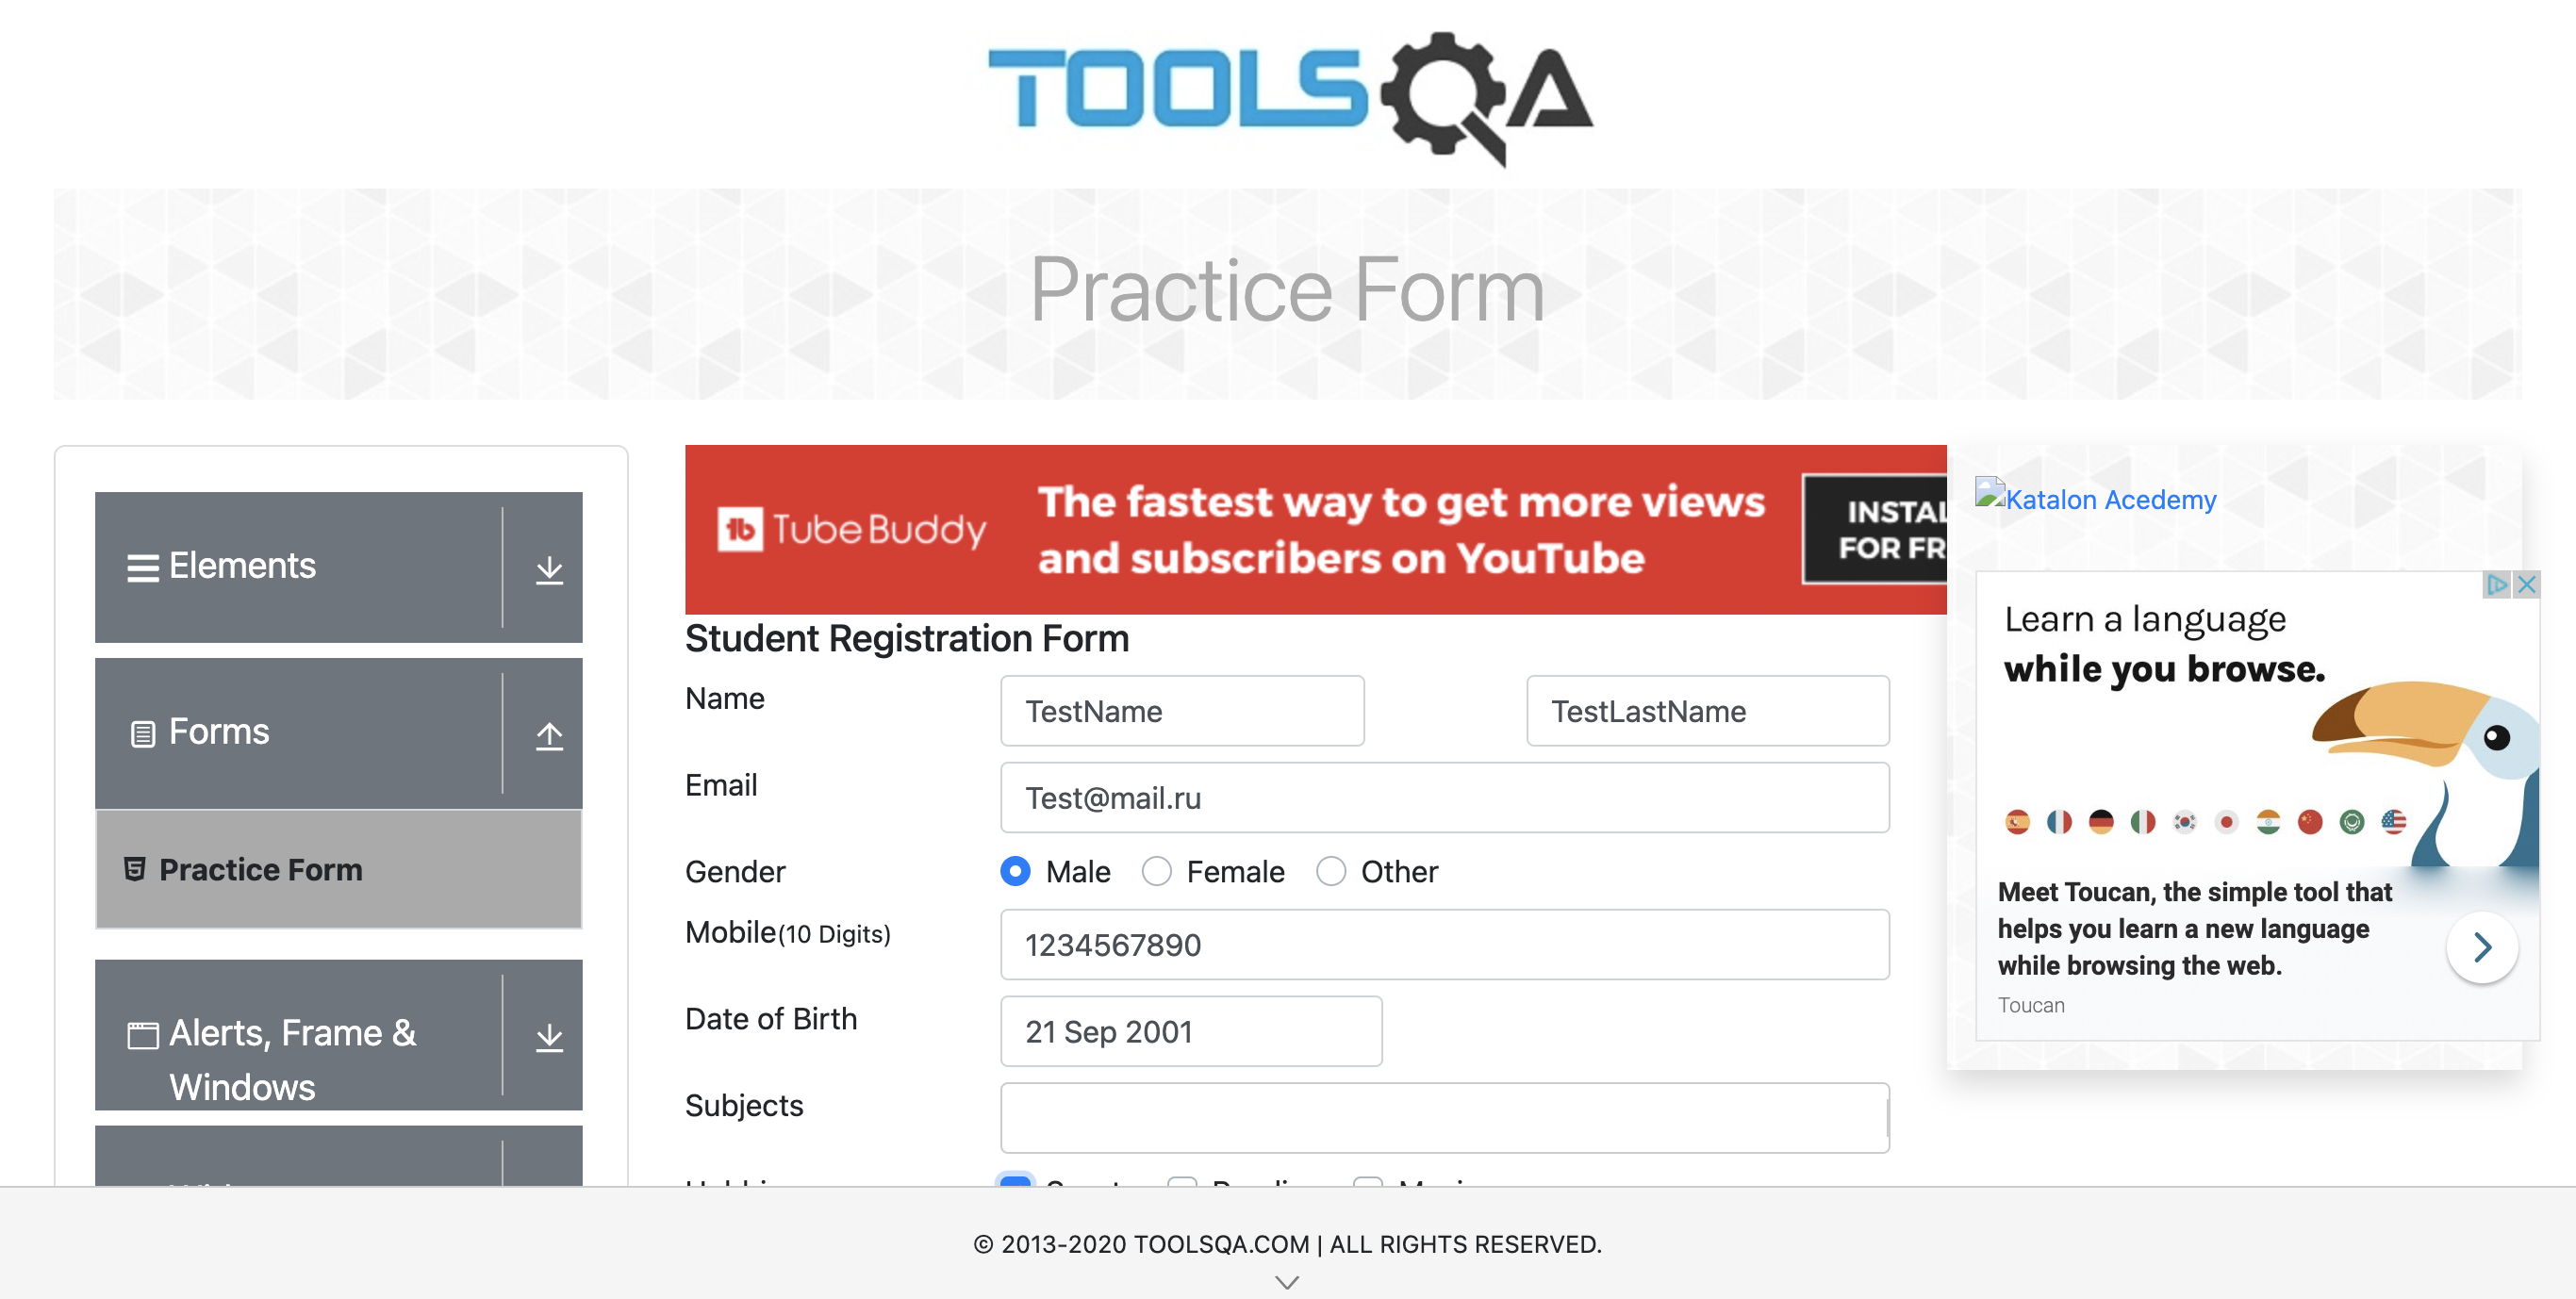 TOOLSQA
Practice Form
Elements
Forms
Practice Form
Alerts, Frame &
Windows
TubeBuddy
The fastest way to get more views
and subscribers on YouTube
INSTAL
FOR FR
Student Registration Form
Name
TestName
TestLastName
Email
Test@mail.ru
Gender
Male
Female
Other
Mobile(10 Digits)
1234567890
Date of Birth
21 Sep 2001
Subjects
Katalon Acedemy
Learn a language
while you browse.
Meet Toucan, the simple tool that
helps you learn a new language
while browsing the web.
Toucan
© 2013-2020 TOOLSQA.COM | ALL RIGHTS RESERVED.